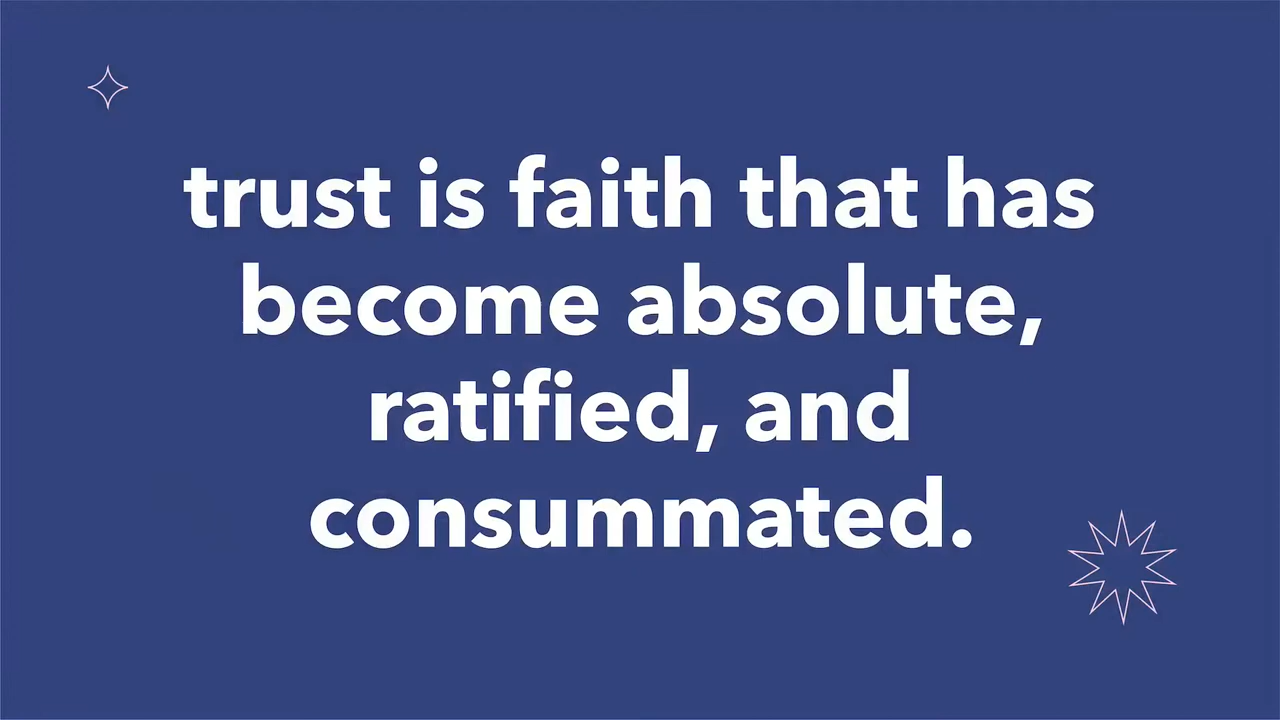 trust is faith that has
become absolute,
ratified, and
consummated.